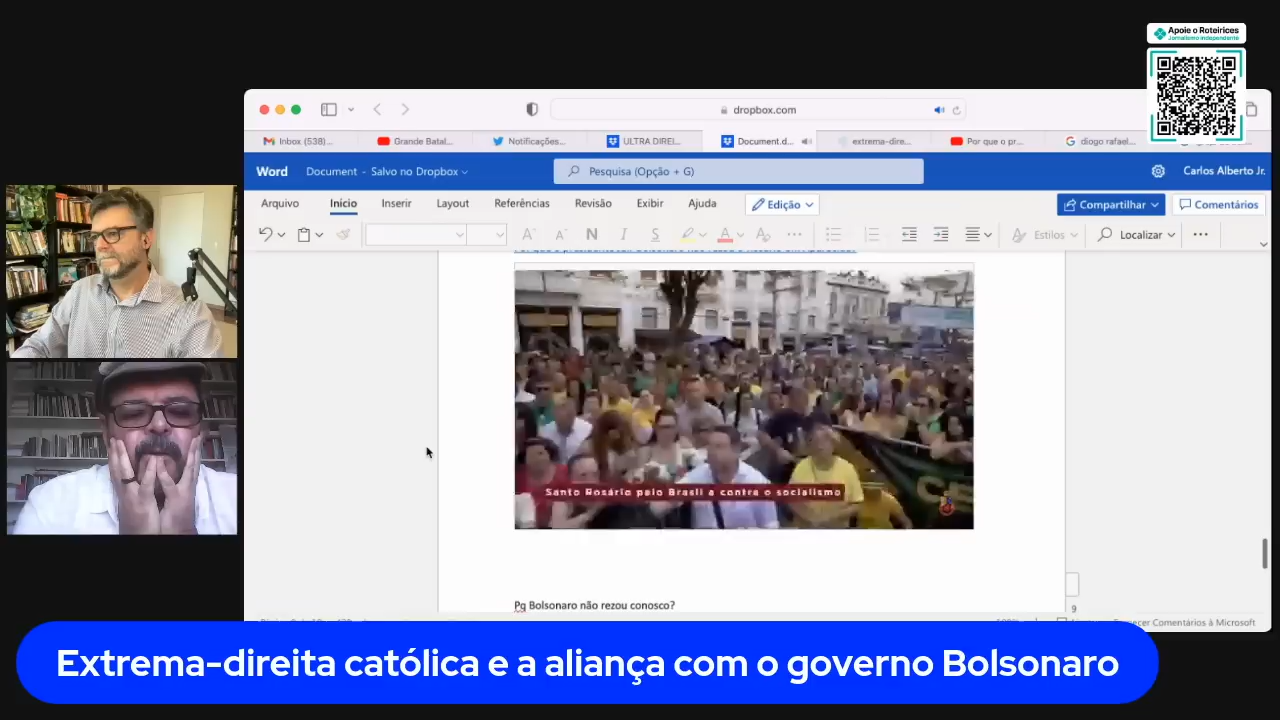 Apoie o Roteirices
Jornalismo independente
dropbox.com
Inbox (538)...
Grande Batal...
Notificações...
ULTRA DIREI...
Document.d...
extrema-dire...
Por que o pr...
diogo rafael...
Word
Document - Salvo no Dropbox
Pesquisa (Opção + G)
Carlos Alberto Jr.
Arquivo
Início
Inserir
Layout
Referências
Revisão
Exibir
Ajuda
Edição
Compartilhar
Comentários
N
I
S
A
Estilos
Localizar
Santo Rosário pelo Brasil e contra o socialismo
Pq Bolsonaro não rezou conosco?
9
Comentários à Microsoft
Extrema-direita católica e a aliança com o governo Bolsonaro